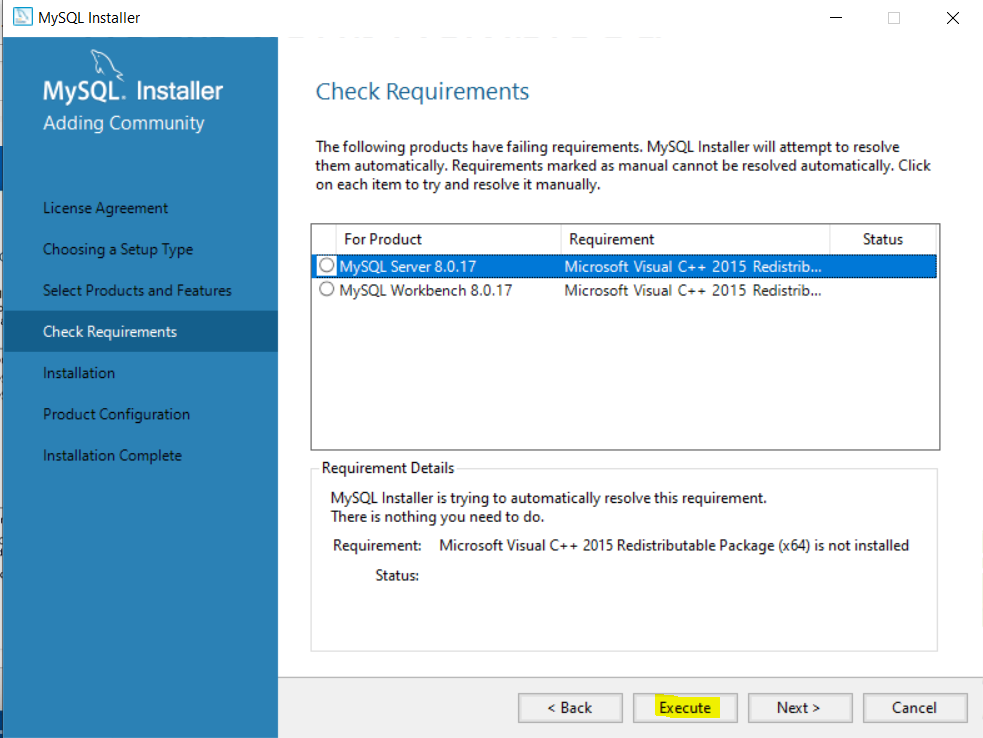 MySQL Installer
MySQL. Installer
Adding Community
License Agreement
Choosing a Setup Type
Select Products and Features
Check Requirements
Installation
Product Configuration
Installation Complete
Check Requirements
The following products have failing requirements. MySQL Installer will attempt to resolve
them automatically. Requirements marked as manual cannot be resolved automatically. Click
on each item to try and resolve it manually.
For Product Requirement Status
MySQL Server 8.0.17 Microsoft Visual C++ 2015 Redistrib...
MySQL Workbench 8.0.17 Microsoft Visual C++ 2015 Redistrib...
Requirement Details
MySQL Installer is trying to automatically resolve this requirement.
There is nothing you need to do.
Requirement: Microsoft Visual C++ 2015 Redistributable Package (x64) is not installed
Status:
< Back Execute Next > Cancel